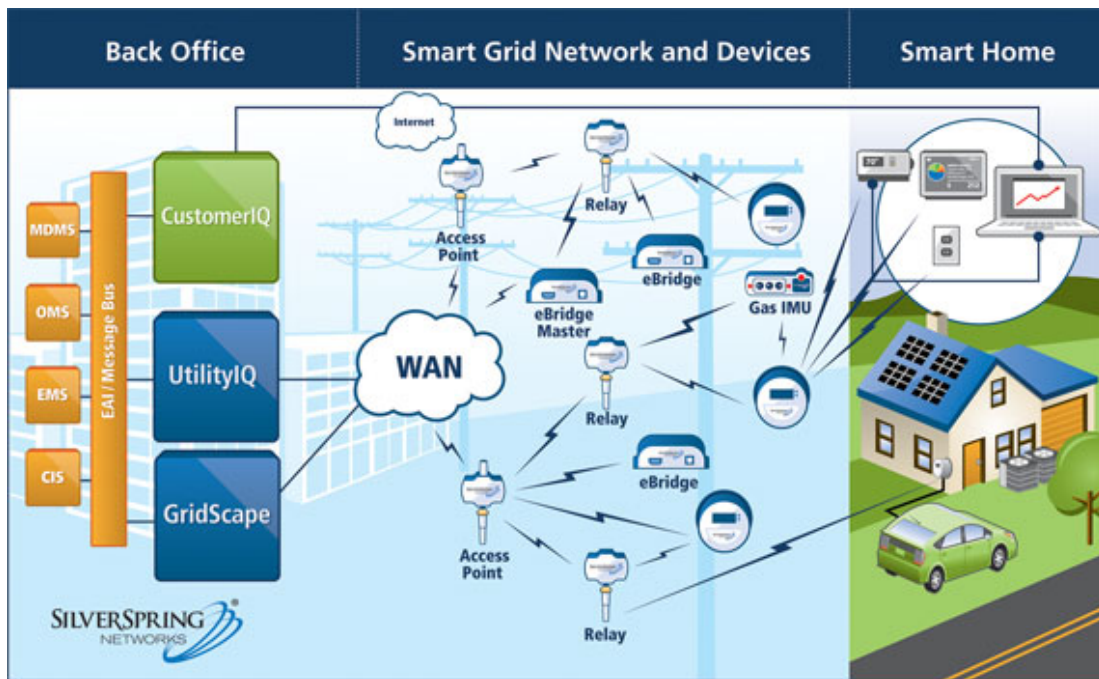 Back Office
Smart Grid Network and Devices
Smart Home
Internet
MDMS
OMS
EMS
CIS
EAI / Message Bus
CustomerIQ
UtilityIQ
GridScape
WAN
Access
Point
Relay
eBridge
eBridge
Master
Gas IMU
Relay
eBridge
Access
Point
Relay
70°
SILVERSPRING®
NETWORKS